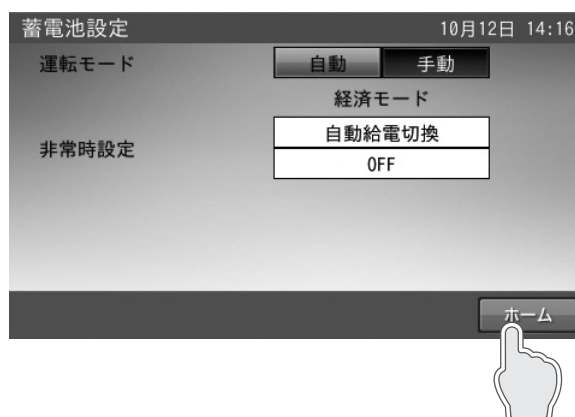 蓄電池設定 10月12日 14:16
運転モード 自動 手動
経済モード
非常時設定 自動給電切換
OFF
ホーム